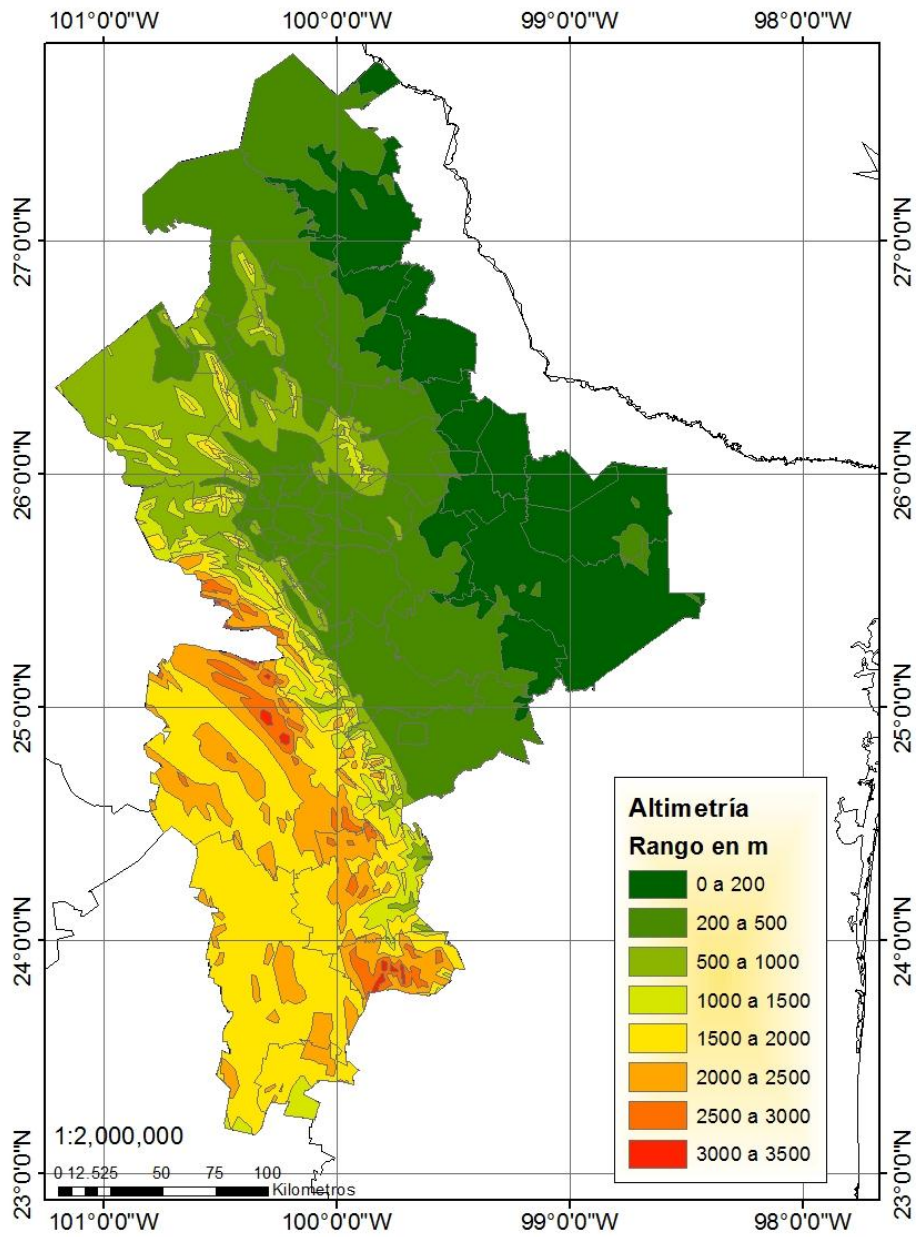 101°0'0"W 100°0'0"W 99°0'0"W 98°0'0"W
27°0'0"N 27°0'0"N
26°0'0"N 26°0'0"N
25°0'0"N 25°0'0"N
24°0'0"N 24°0'0"N
23°0'0"N 23°0'0"N
Altimetría
Rango en m
0 a 200
200 a 500
500 a 1000
1000 a 1500
1500 a 2000
2000 a 2500
2500 a 3000
3000 a 3500
1:2,000,000
0 12.525 50 75 100
Kilometros
101°0'0"W 100°0'0"W 99°0'0"W 98°0'0"W